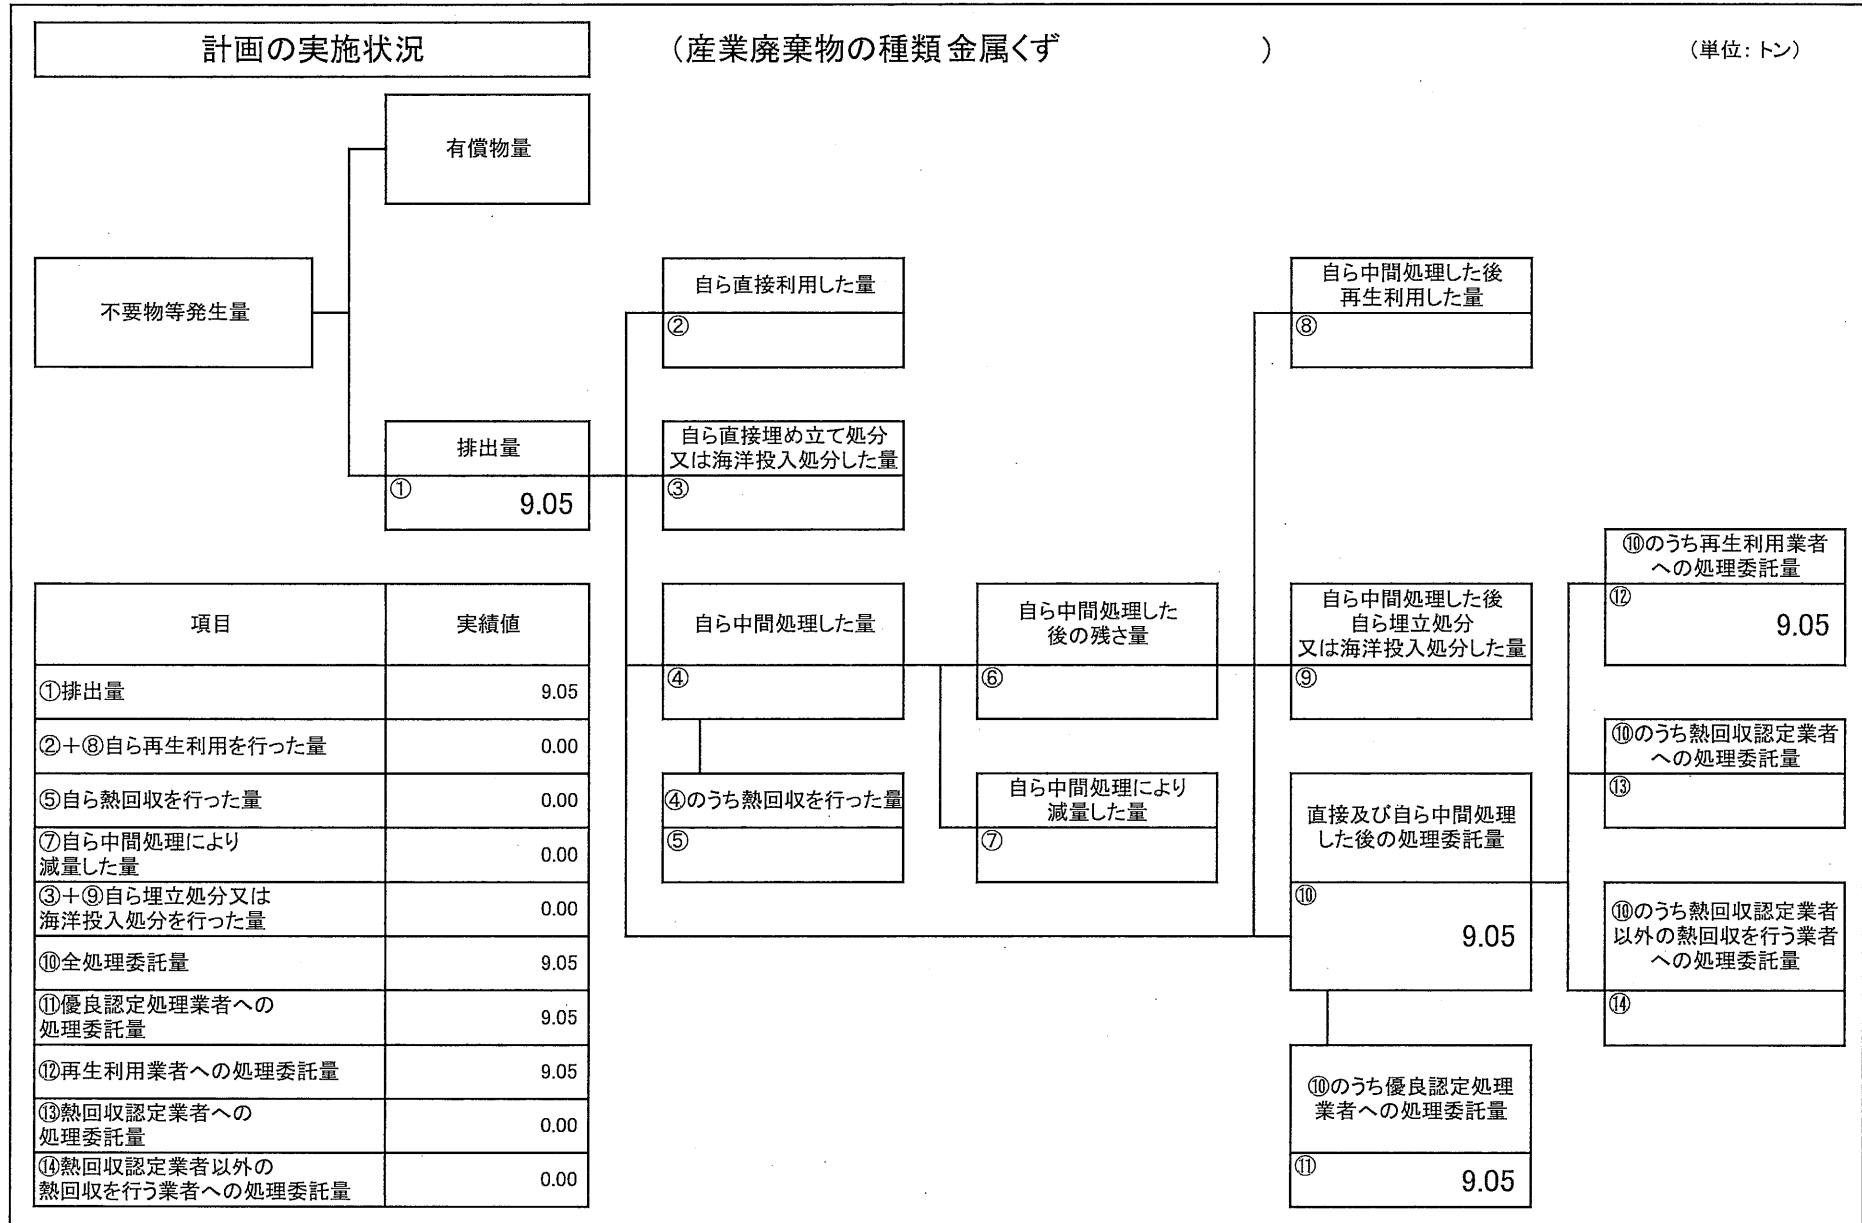 計画の実施状況
(産業廃棄物の種類 金属くず )
(単位: トン)
有償物量
不要物等発生量
排出量
①
9.05
自ら直接利用した量
②
自ら直接埋め立て処分
又は海洋投入処分した量
③
自ら中間処理した量
④
④のうち熱回収を行った量
⑤
自ら中間処理した
後の残さ量
⑥
自ら中間処理により
減量した量
⑦
自ら中間処理した後
再生利用した量
⑧
自ら中間処理した後
自ら埋立処分
又は海洋投入処分した量
⑨
直接及び自ら中間処理
した後の処理委託量
⑩
9.05
⑩のうち優良認定処理
業者への処理委託量
⑪
9.05
⑩のうち再生利用業者
への処理委託量
⑫
9.05
⑩のうち熱回収認定業者
への処理委託量
⑬
⑩のうち熱回収認定業者
以外の熱回収を行う業者
への処理委託量
⑭
項目 実績値
①排出量 9.05
②+⑧自ら再生利用を行った量 0.00
⑤自ら熱回収を行った量 0.00
⑦自ら中間処理により
減量した量 0.00
③+⑨自ら埋立処分又は
海洋投入処分を行った量 0.00
⑩全処理委託量 9.05
⑪優良認定処理業者への
処理委託量 9.05
⑫再生利用業者への処理委託量 9.05
⑬熱回収認定業者への
処理委託量 0.00
⑭熱回収認定業者以外の
熱回収を行う業者への処理委託量 0.00